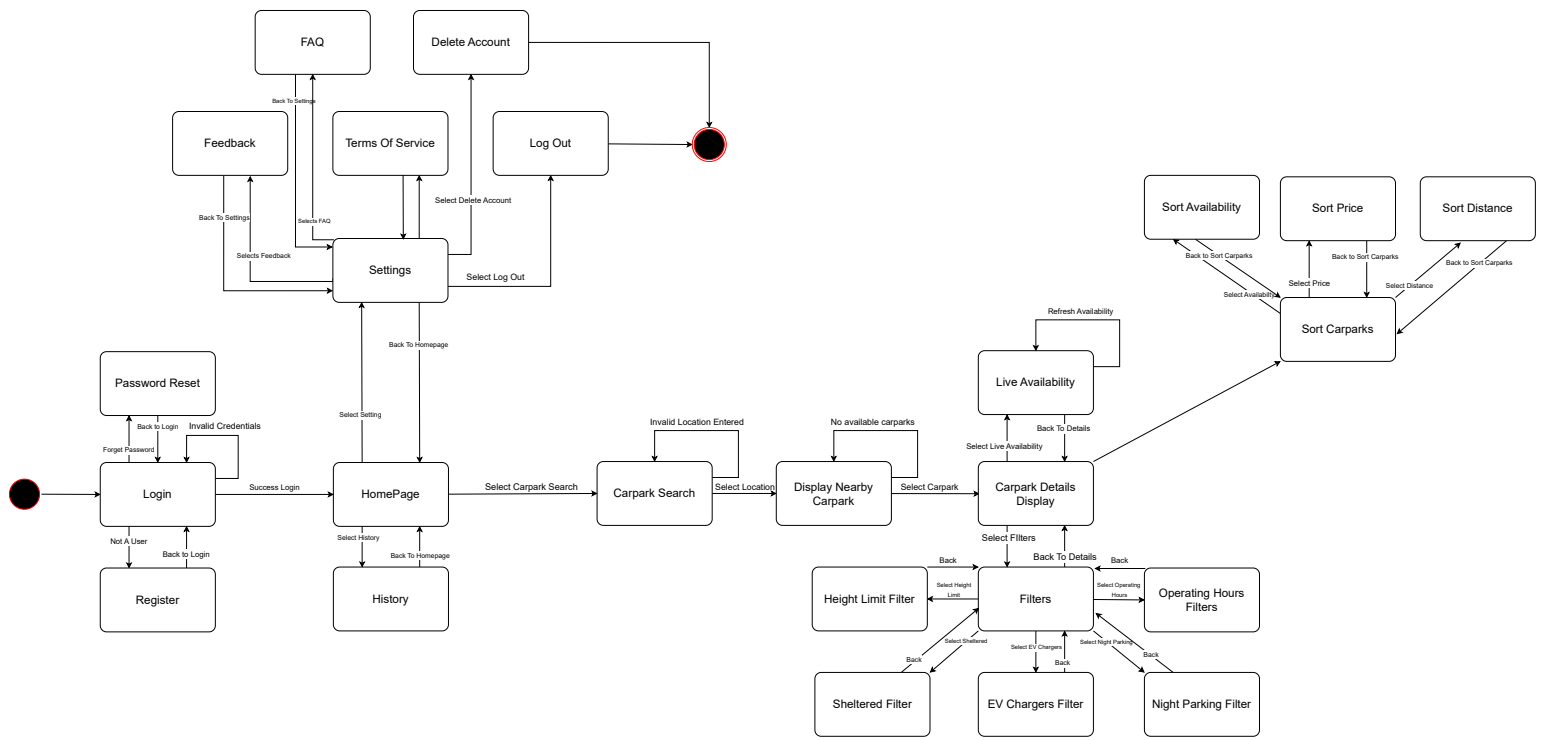 FAQ
Delete Account
Back To Settings
Feedback
Terms Of Service
Log Out
Select Delete Account
Back To Settings
Selects FAQ
Selects Feedback
Settings
Select Log Out
Back To Homepage
Select Setting
Password Reset
Back to Login
Invalid Credentials
Forget Password
Login
Success Login
HomePage
Select Carpark Search
Not A User
Back to Login
Register
Select History
Back To Homepage
History
Invalid Location Entered
Carpark Search
Select Location
No available carparks
Display Nearby
Carpark
Select Carpark
Refresh Availability
Live Availability
Back To Details
Select Live Availability
Carpark Details
Display
Select FIlters
Back To Details
Sort Availability
Sort Price
Sort Distance
Back to Sort Carparks
Back to Sort Carparks
Back to Sort Carparks
Select Availability
Select Price
Select Distance
Sort Carparks
Back
Select Height
Limit
Height Limit Filter
Filters
Back
Select Operating
Hours
Operating Hours
Filters
Select Sheltered
Back
Select EV Chargers
Back
Select Night Parking
Back
Sheltered Filter
EV Chargers Filter
Night Parking Filter